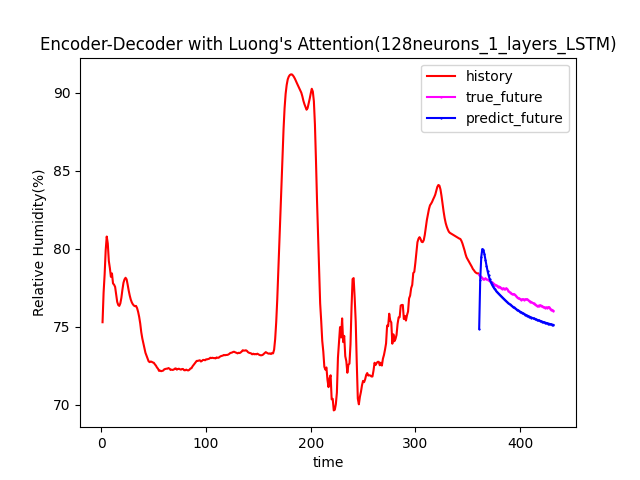 Encoder-Decoder with Luong's Attention(128neurons_1_layers_LSTM)
history
true_future
predict_future
Relative Humidity(%)
90
85
80
75
70
0
100
200
300
400
time